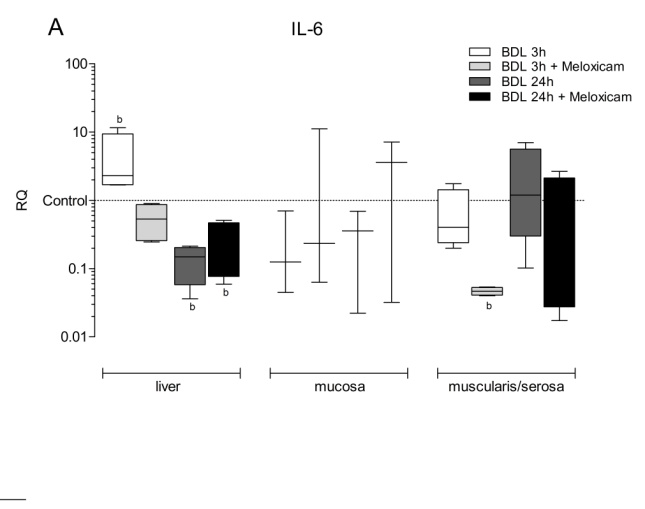 A
IL-6
BDL 3h
BDL 3h + Meloxicam
BDL 24h
BDL 24h + Meloxicam
100
10
Control
0.1
0.01
RQ
b
b
b
b
liver
mucosa
muscularis/serosa